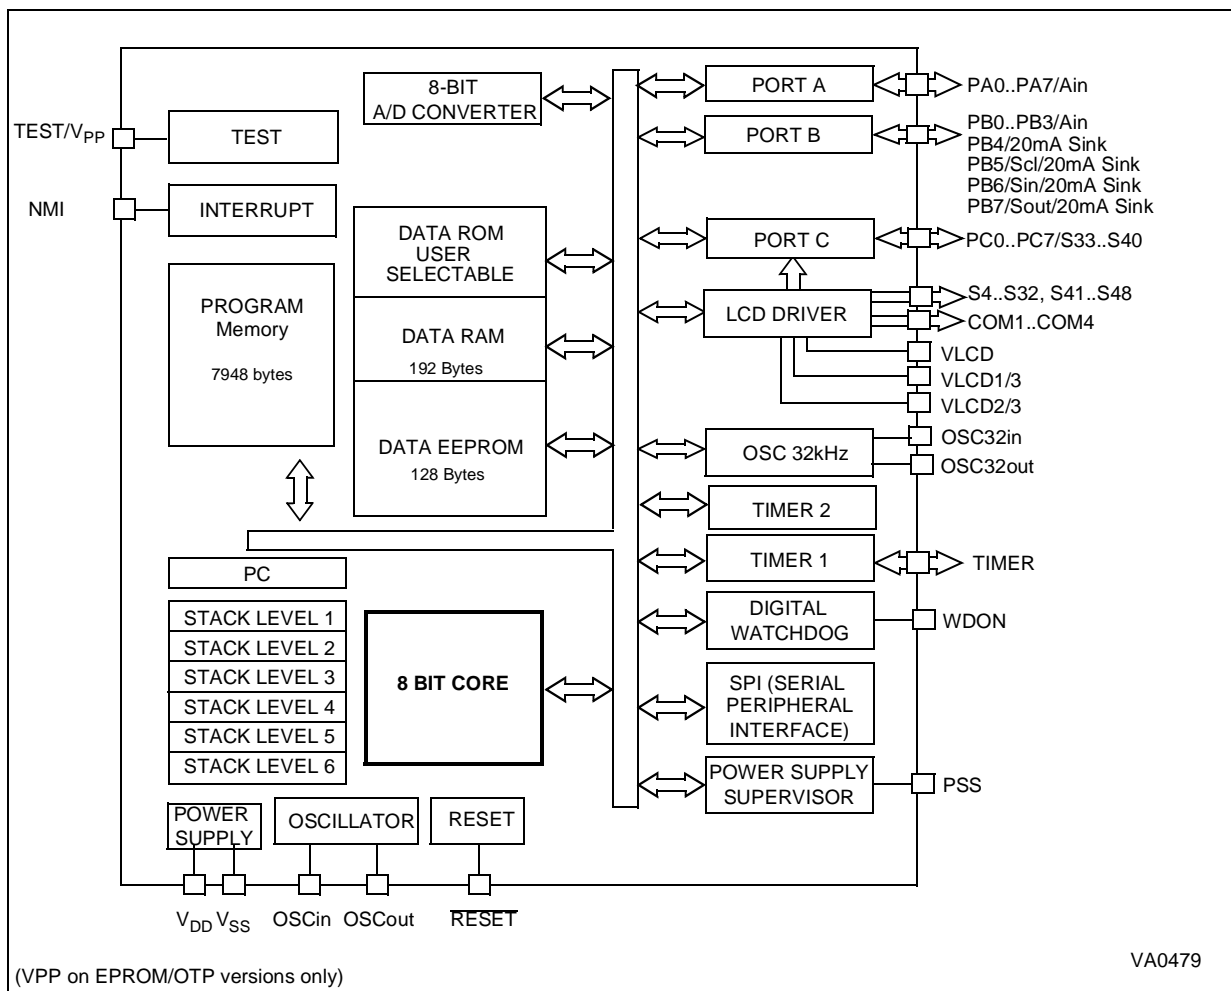 8-BIT
A/D CONVERTER
PORT A
PA0..PA7/Ain
TEST/VPP
TEST
PORT B
PB0..PB3/Ain
PB4/20mA Sink
PB5/Scl/20mA Sink
PB6/Sin/20mA Sink
PB7/Sout/20mA Sink
NMI
INTERRUPT
DATA ROM
USER
SELECTABLE
PORT C
PC0..PC7/S33..S40
PROGRAM
Memory
7948 bytes
DATA RAM
192 Bytes
LCD DRIVER
S4..S32, S41..S48
COM1..COM4
VLCD
VLCD1/3
VLCD2/3
DATA EEPROM
128 Bytes
OSC 32kHz
OSC32in
OSC32out
TIMER 2
TIMER 1
TIMER
PC
STACK LEVEL 1
STACK LEVEL 2
STACK LEVEL 3
STACK LEVEL 4
STACK LEVEL 5
STACK LEVEL 6
8 BIT CORE
DIGITAL
WATCHDOG
WDON
SPI (SERIAL
PERIPHERAL
INTERFACE)
POWER SUPPLY
SUPERVISOR
PSS
POWER
SUPPLY
OSCILLATOR
RESET
VDD VSS OSCin OSCout RESET
VA0479
(VPP on EPROM/OTP versions only)